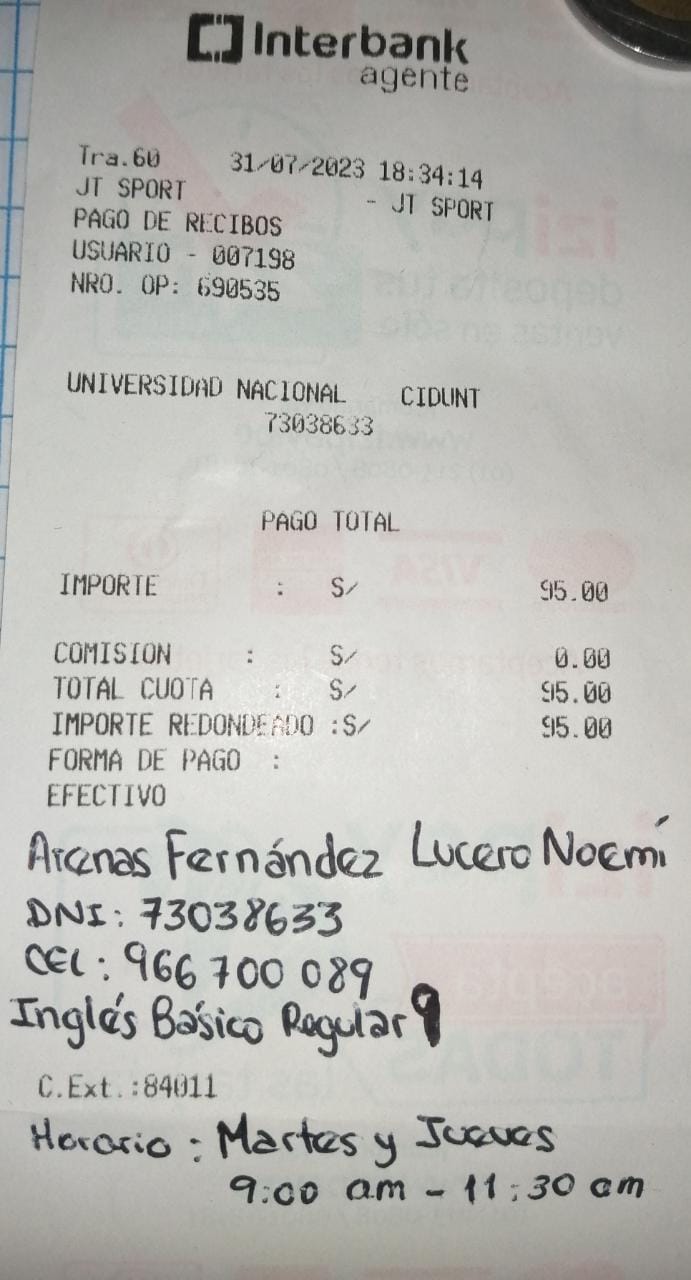 Interbank
agente
Tra.60 31/07/2023 18:34:14
JT SPORT - JT SPORT
PAGO DE RECIBOS
USUARIO - 007198
NRO. OP: 690535
UNIVERSIDAD NACIONAL CIDUNT
73038633
PAGO TOTAL
IMPORTE : S/ 95.00
COMISION : S/ 0.00
TOTAL CUOTA : S/ 95.00
IMPORTE REDONDEADO :S/ 95.00
FORMA DE PAGO :
EFECTIVO
Arenas Fernández Lucero Noemí
DNI: 73038633
CEL: 966 700 089
Inglés Básico Regular 9
C.Ext.:84011
Horario: Martes y Jueves
9:00 am - 11:30 am